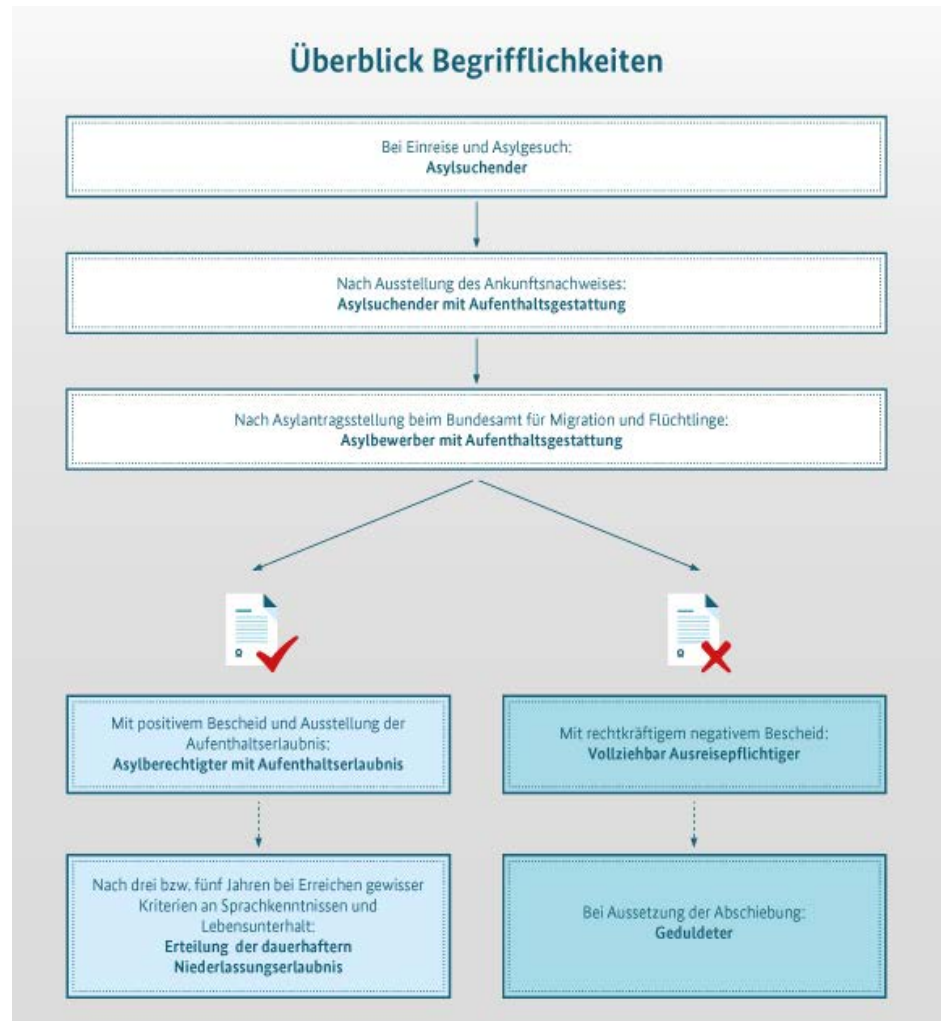 Überblick Begrifflichkeiten
Bei Einreise und Asylgesuch:
Asylsuchender
Nach Ausstellung des Ankunftsnachweises:
Asylsuchender mit Aufenthaltsgestattung
Nach Asylantragsstellung beim Bundesamt für Migration und Flüchtlinge:
Asylbewerber mit Aufenthaltsgestattung
Mit positivem Bescheid und Ausstellung der
Aufenthaltserlaubnis:
Asylberechtigter mit Aufenthaltserlaubnis
Nach drei bzw. fünf Jahren bei Erreichen gewisser
Kriterien an Sprachkenntnissen und
Lebensunterhalt:
Erteilung der dauerhaftern
Niederlassungserlaubnis
Mit rechtkräftigem negativem Bescheid:
Vollziehbar Ausreisepflichtiger
Bei Aussetzung der Abschiebung:
Geduldeter